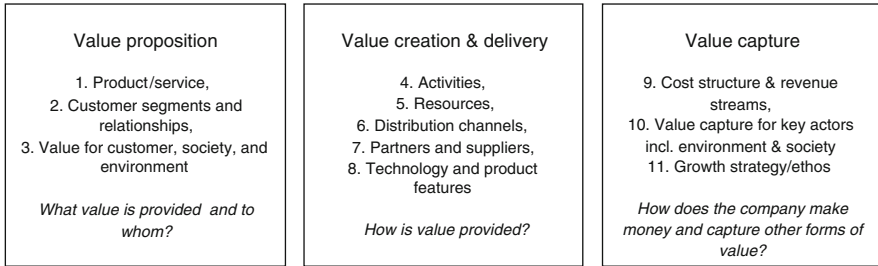 Value proposition
1. Product/service,
2. Customer segments and
relationships,
3. Value for customer, society, and
environment
What value is provided and to
whom?
Value creation & delivery
4. Activities,
5. Resources,
6. Distribution channels,
7. Partners and suppliers,
8. Technology and product
features
How is value provided?
Value capture
9. Cost structure & revenue
streams,
10. Value capture for key actors
incl. environment & society
11. Growth strategy/ethos
How does the company make
money and capture other forms of
value?